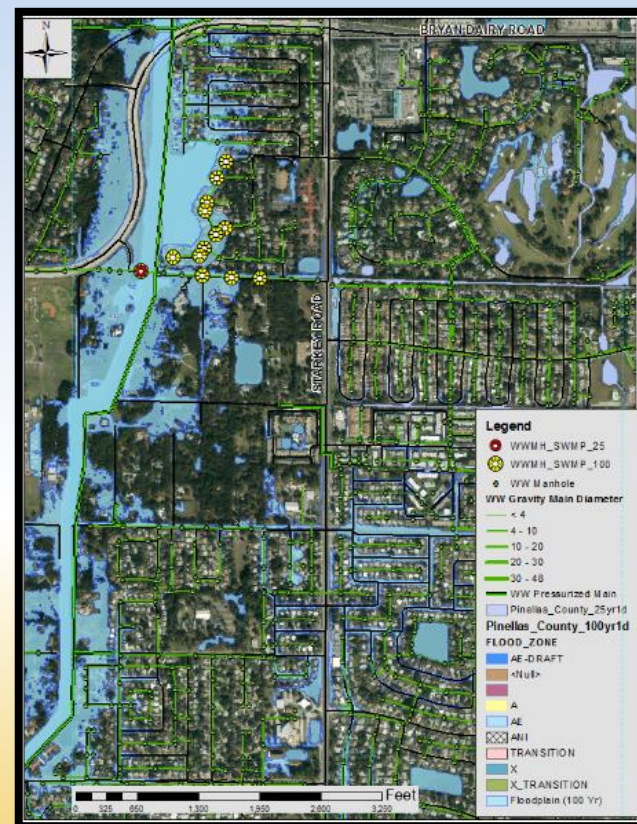 N
BRYAN DAIRY ROAD
STARKEY ROAD
Legend
WWMH_SWMP_25
WWMH_SWMP_100
WW Manhole
WW Gravity Main Diameter
< 4
4 - 10
10 - 20
20 - 30
30 - 48
WW Pressurized Main
Pinellas_County_25yr1d
Pinellas_County_100yr1d
FLOOD_ZONE
AE-DRAFT
<Null>
A
AE
ANI
TRANSITION
X
X_TRANSITION
Floodplain (100 Yr)
Feet
0 325 650 1,300 1,950 2,600 3,250